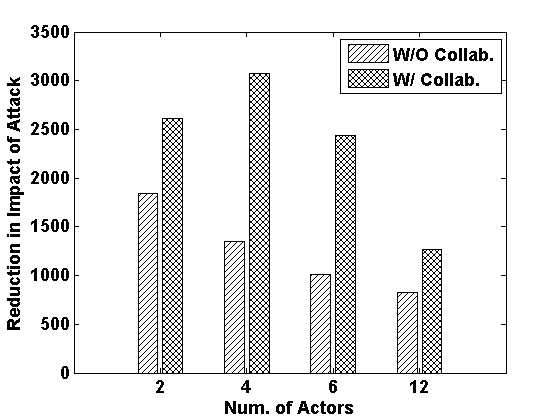 3500
3000
2500
2000
1500
1000
500
0
Reduction in Impact of Attack
W/O Collab.
W/ Collab.
2 4 6 12
Num. of Actors